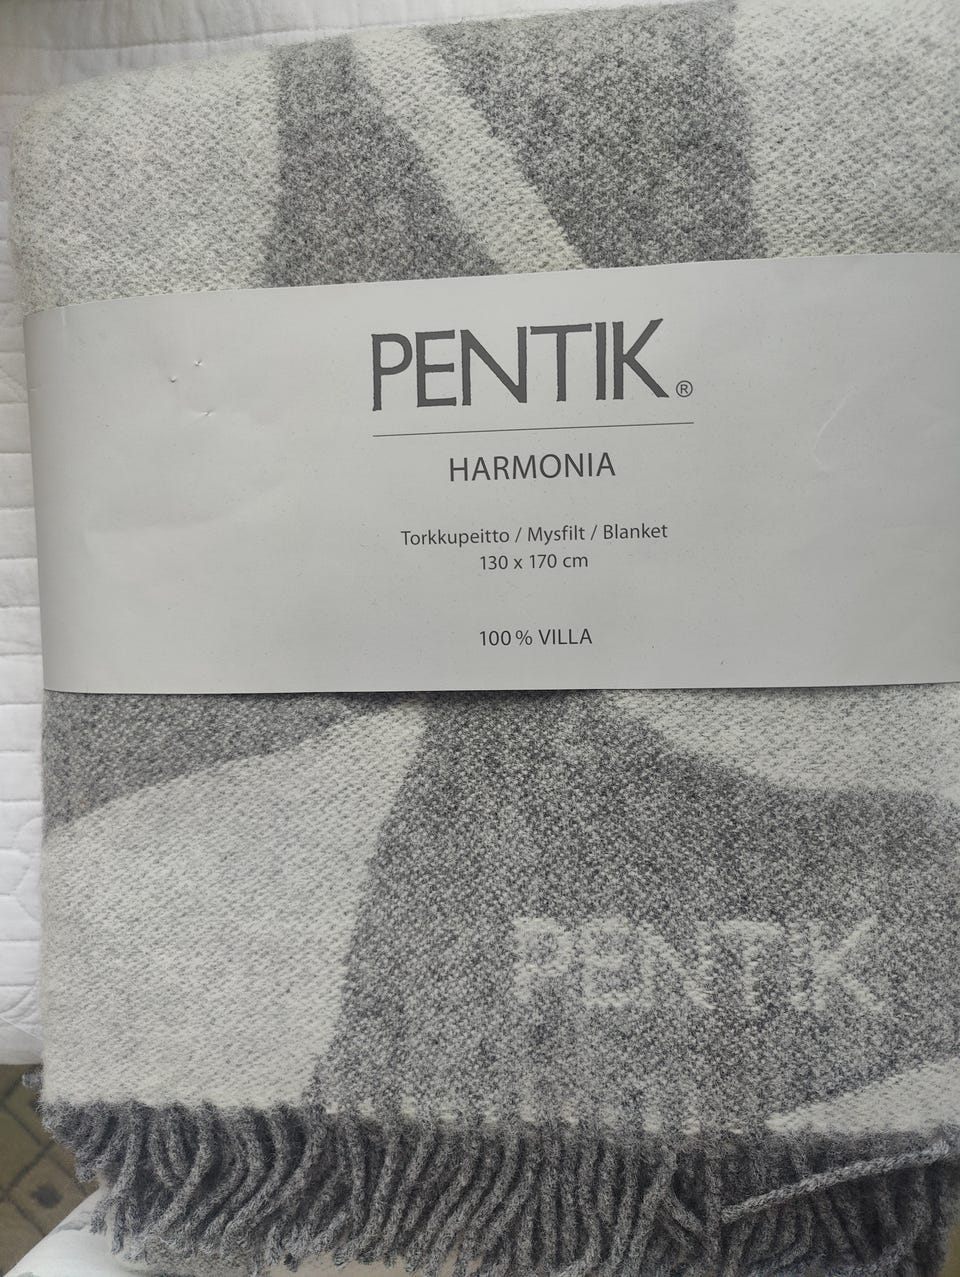 PENTIK®
HARMONIA
Torkkupeitto / Mysfilt / Blanket
130 x 170 cm
100 % VILLA
PENTIK